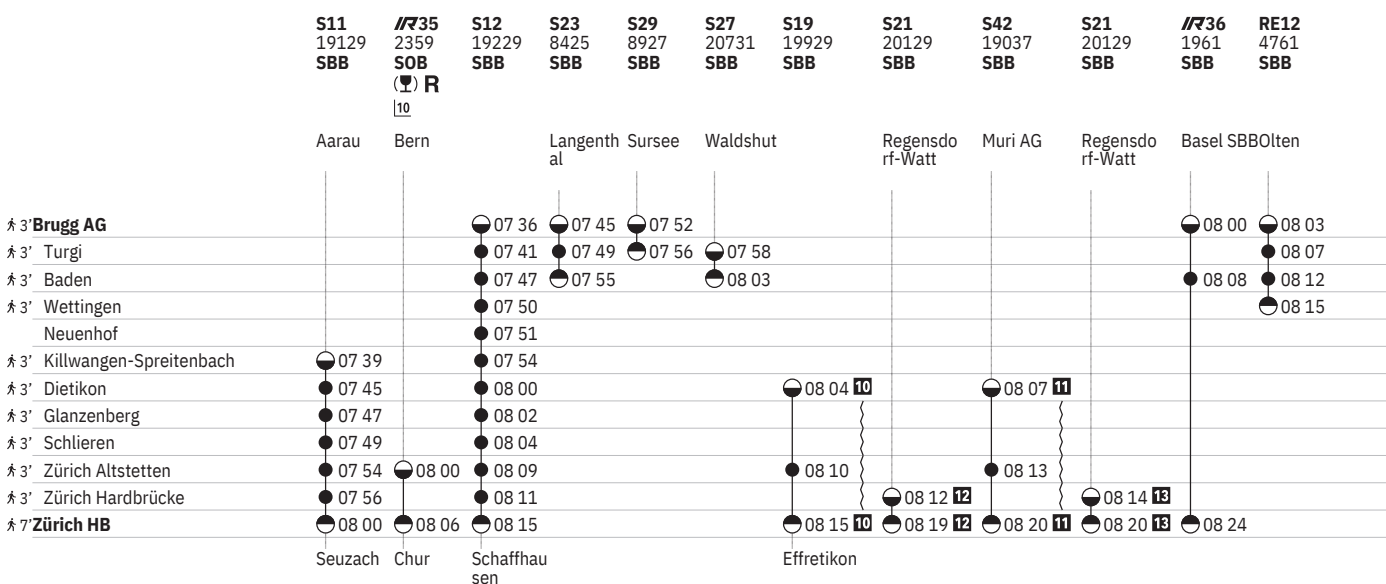 S11 IR35 S12 S23 S29 S27 S19 S21 S42 S21 IR36 RE12
19129 2359 19229 8425 8927 20731 19929 20129 19037 20129 1961 4761
SBB SOB SBB SBB SBB SBB SBB SBB SBB SBB SBB SBB
R
10
Aarau Bern Langenth Sursee Waldshut Regensdo Muri AG Regensdo Basel SBB Olten
al rf-Watt rf-Watt
3’ Brugg AG 07 36 07 45 07 52 08 00 08 03
3’ Turgi 07 41 07 49 07 56 07 58 08 07
3’ Baden 07 47 07 55 08 03 08 08 08 12
3’ Wettingen 07 50 08 15
Neuenhof 07 51
3’ Killwangen-Spreitenbach 07 39 07 54
3’ Dietikon 07 45 08 00 08 04 10 08 07 11
3’ Glanzenberg 07 47 08 02
3’ Schlieren 07 49 08 04
3’ Zürich Altstetten 07 54 08 00 08 09 08 10 08 13
3’ Zürich Hardbrücke 07 56 08 11 08 12 12 08 14 13
7’ Zürich HB 08 00 08 06 08 15 08 15 10 08 19 12 08 20 11 08 20 13 08 24
Seuzach Chur Schaffhau Effretikon
sen